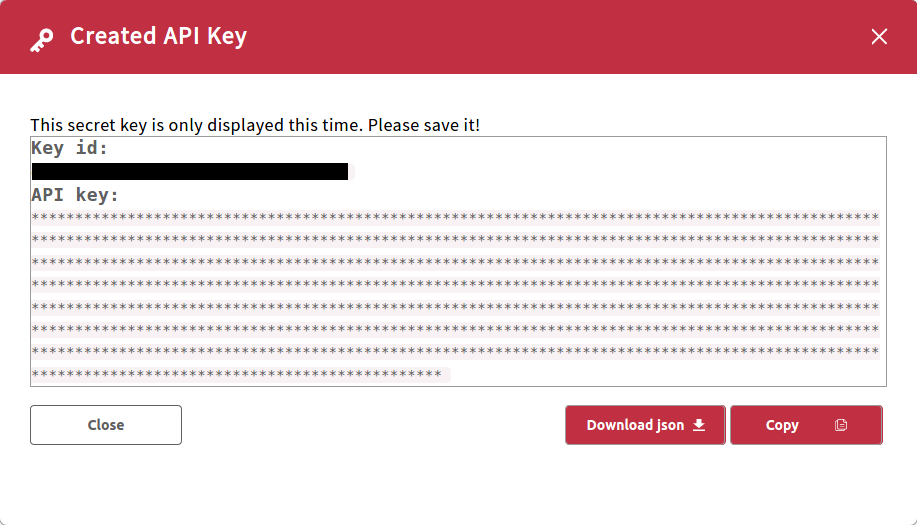 Created API Key
This secret key is only displayed this time. Please save it!
Key id:
API key:
************************************************************************************************
************************************************************************************************
************************************************************************************************
************************************************************************************************
************************************************************************************************
************************************************************************************************
************************************************************************************************
***********************************************
Close
Download json
Copy